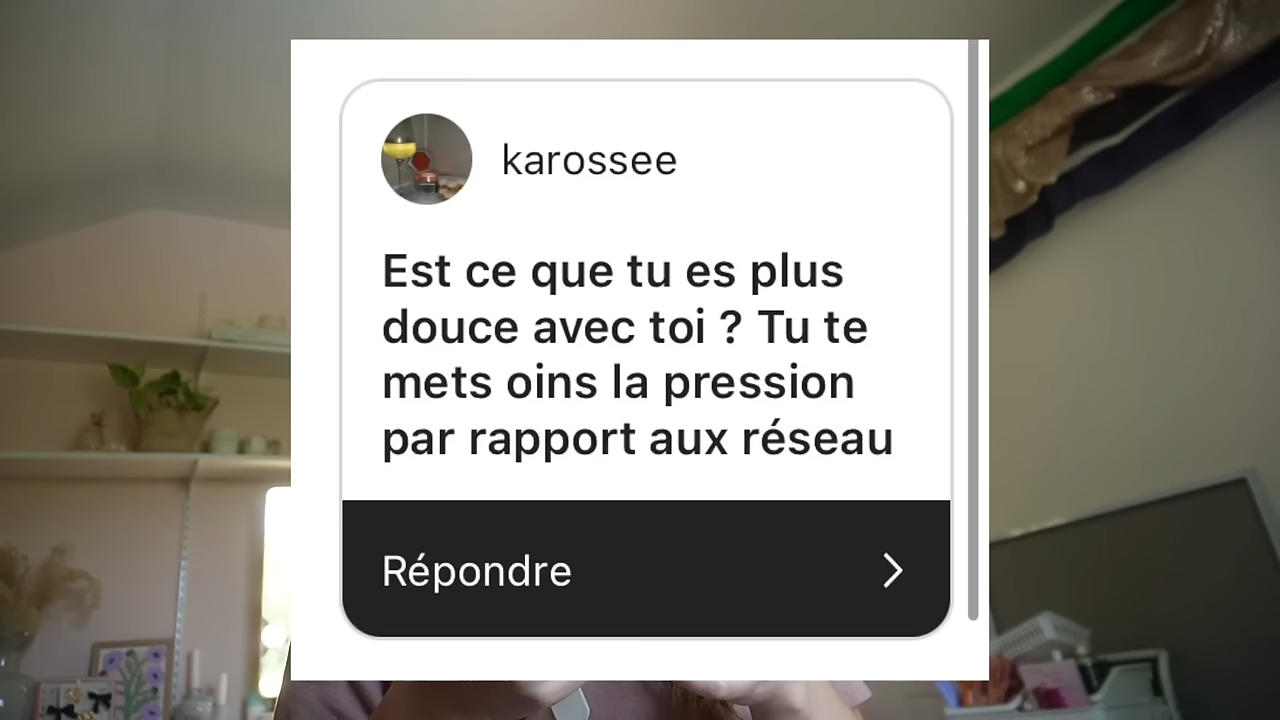 karossee
Est ce que tu es plus
douce avec toi ? Tu te
mets oins la pression
par rapport aux réseau
Répondre